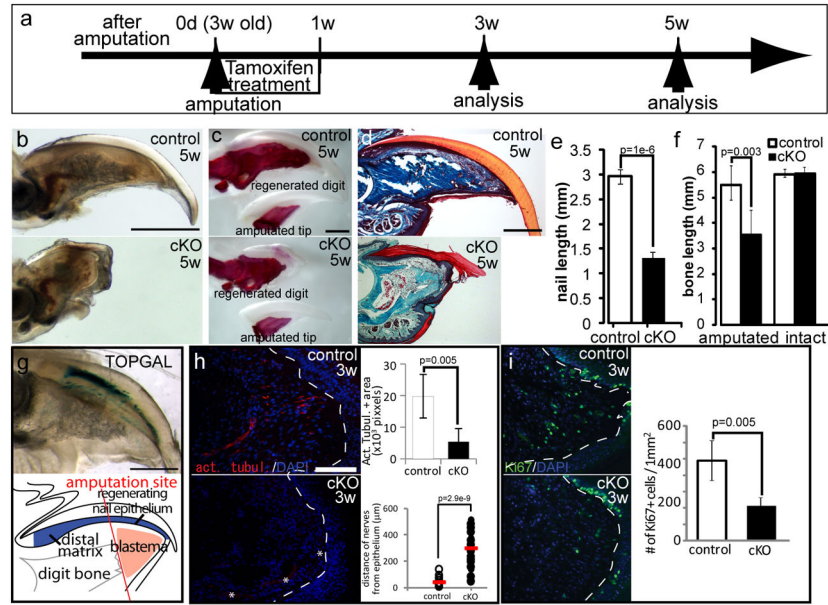 a
after
amputation
0d (3w old)
1w
3w
5w
Tamoxifen
treatment
amputation
analysis
analysis
b
control
5w
cKO
5w
c
control
5w
regenerated digit
amputated tip
cKO
5w
regenerated digit
amputated tip
d
control
5w
cKO
5w
e
p=1e-6
nail length (mm)
3.5
3
2.5
2
1.5
1
0.5
0
control cKO
f
control
cKO
p=0.003
bone length (mm)
7
6
5
4
3
2
1
0
amputated intact
g
TOPGAL
amputation site
regenerating
nail epithelium
distal
matrix
blastema
digit bone
h
control
3w
act. tubul./DAPI
cKO
3w
*
*
*
p=0.005
Act. Tubul. + area
(x10³ pixxels)
30
20
10
0
control
cKO
p=2.9e-9
distance of nerves
from epithelium (μm)
600
400
200
0
control
cKO
i
control
3w
Ki67/DAPI
cKO
3w
p=0.005
# of Ki67+cells / 1mm²
600
400
200
0
control
cKO